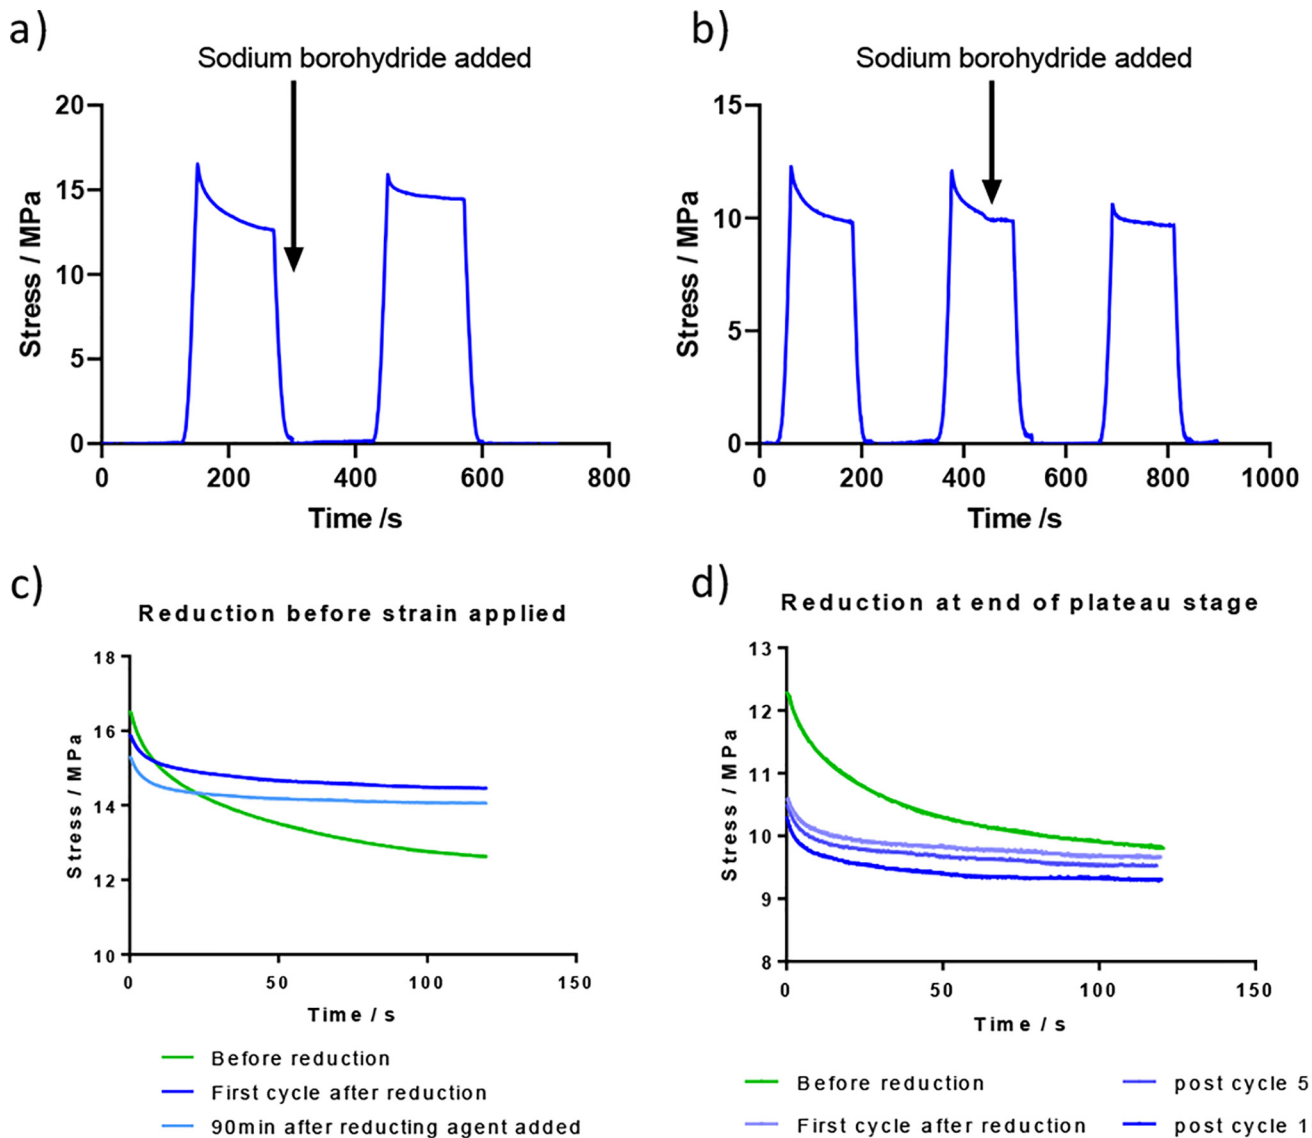 a)
Sodium borohydride added
20
15
10
5
0
Stress / MPa
0 200 400 600 800
Time /s
b)
Sodium borohydride added
15
10
5
0
Stress / MPa
0 200 400 600 800 1000
Time /s
c)
Reduction before strain applied
18
16
14
12
10
Stress / MPa
0 50 100 150
Time / s
Before reduction
First cycle after reduction
90min after reducting agent added
d)
Reduction at end of plateau stage
13
12
11
10
9
8
Stress / MPa
0 50 100 150
Time / s
Before reduction
First cycle after reduction
post cycle 5
post cycle 1